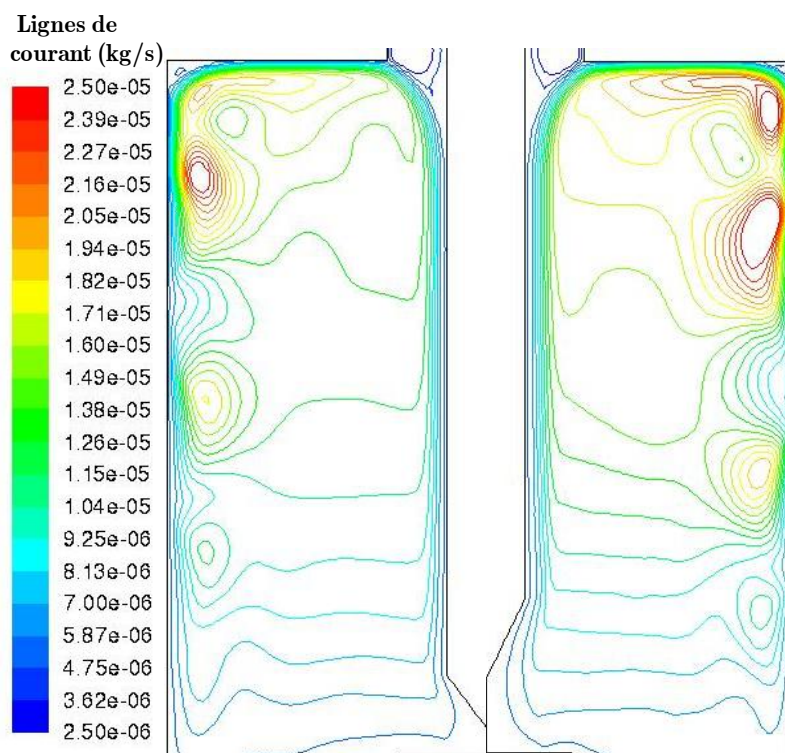 Lignes de
courant (kg/s)
2.50e-05
2.39e-05
2.27e-05
2.16e-05
2.05e-05
1.94e-05
1.82e-05
1.71e-05
1.60e-05
1.49e-05
1.38e-05
1.26e-05
1.15e-05
1.04e-05
9.25e-06
8.13e-06
7.00e-06
5.87e-06
4.75e-06
3.62e-06
2.50e-06